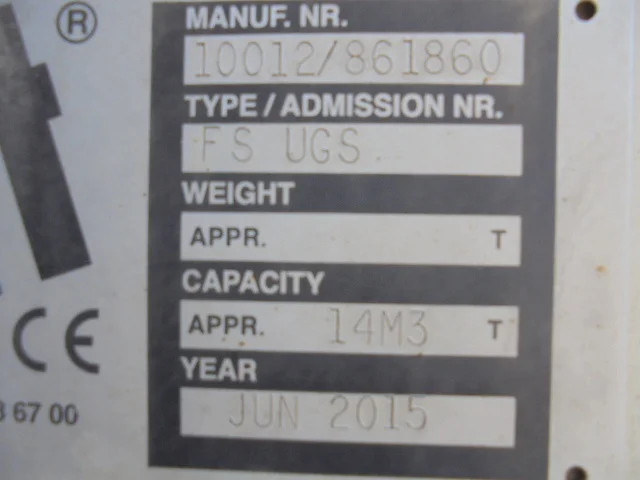 ®
MANUF. NR.
10012/861860
TYPE / ADMISSION NR.
FS UGS
WEIGHT
APPR. T
CAPACITY
APPR. 14M3 T
YEAR
JUN 2015
CE
6 67 00